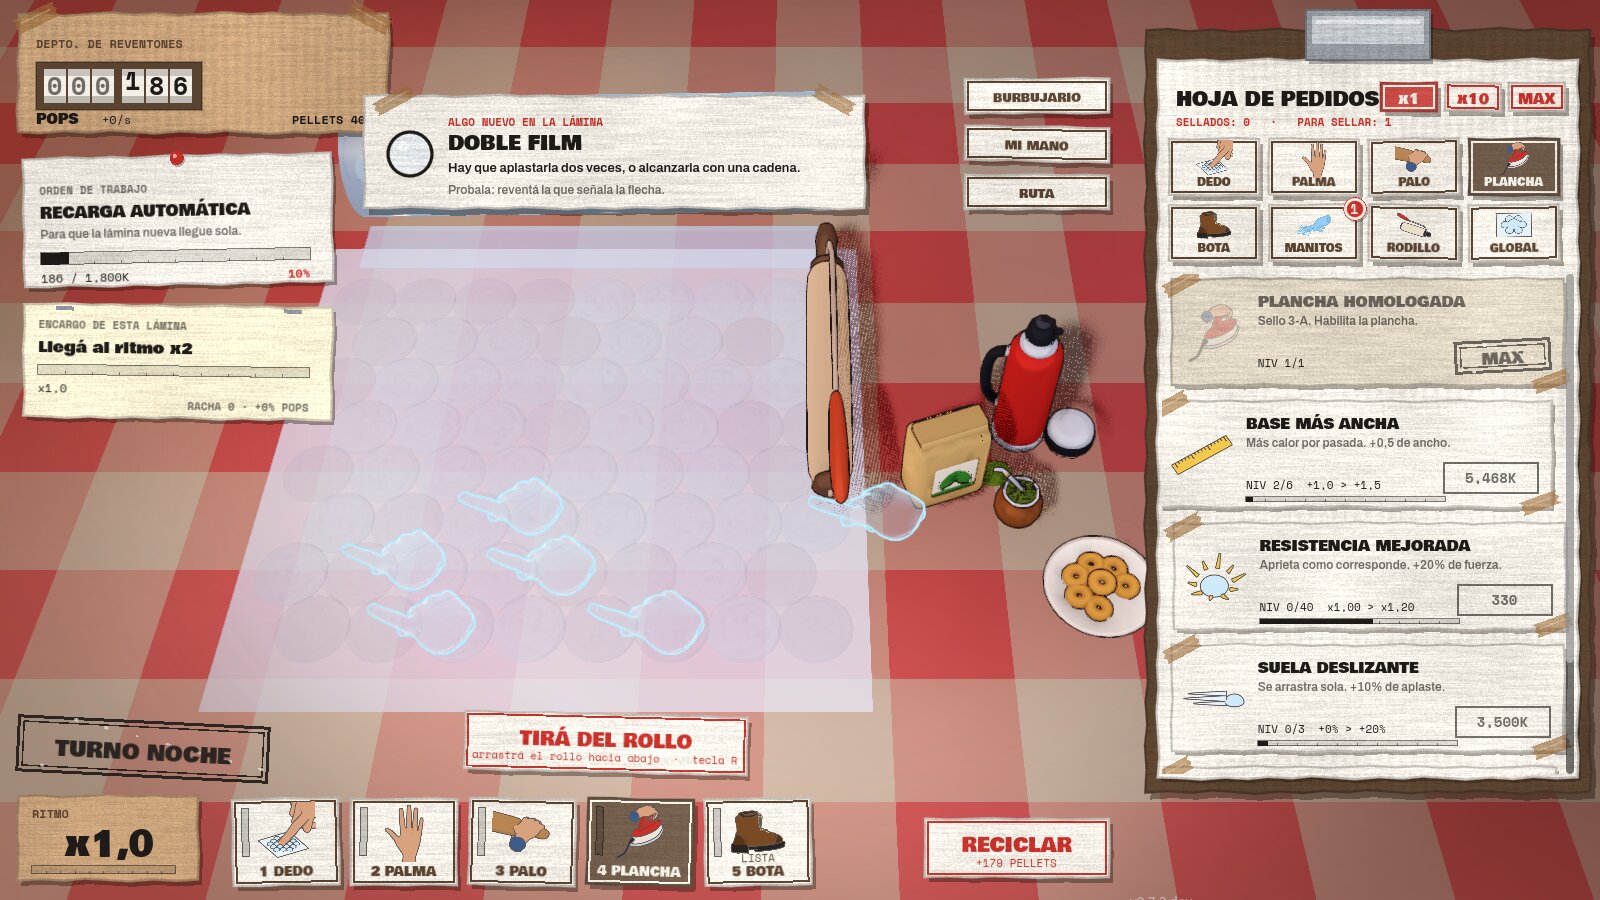 DEPTO. DE REVENTONES
000186
POPS +0/s PELLETS 40
ORDEN DE TRABAJO
RECARGA AUTOMÁTICA
Para que la lámina nueva llegue sola.
186 / 1.800K 10%
ENCARGO DE ESTA LÁMINA
Llegá al ritmo x2
x1,0
RACHA 0 · +0% POPS
ALGO NUEVO EN LA LÁMINA
DOBLE FILM
Hay que aplastarla dos veces, o alcanzarla con una cadena.
Probala: reventá la que señala la flecha.
BURBUJARIO
MI MANO
RUTA
HOJA DE PEDIDOS x1 x10 MAX
SELLADOS: 0 · PARA SELLAR: 1
DEDO PALMA PALO PLANCHA
1
BOTA MANITOS RODILLO GLOBAL
PLANCHA HOMOLOGADA
Sello 3-A. Habilita la plancha.
NIV 1/1 MAX
BASE MÁS ANCHA
Más calor por pasada. +0,5 de ancho.
NIV 2/6 +1.0 > +1.5 5,468K
RESISTENCIA MEJORADA
Aprieta como corresponde. +20% de fuerza.
NIV 0/40 x1.00 > x1.20 330
SUELA DESLIZANTE
Se arrastra sola. +10% de aplaste.
NIV 0/3 +0% > +20% 3,500K
TURNO NOCHE
TIRÁ DEL ROLLO
arrastrá el rollo hacia abajo · tecla R
RITMO
x1,0
1 DEDO 2 PALMA 3 PALO 4 PLANCHA LISTA 5 BOTA
RECICLAR
+179 PELLETS